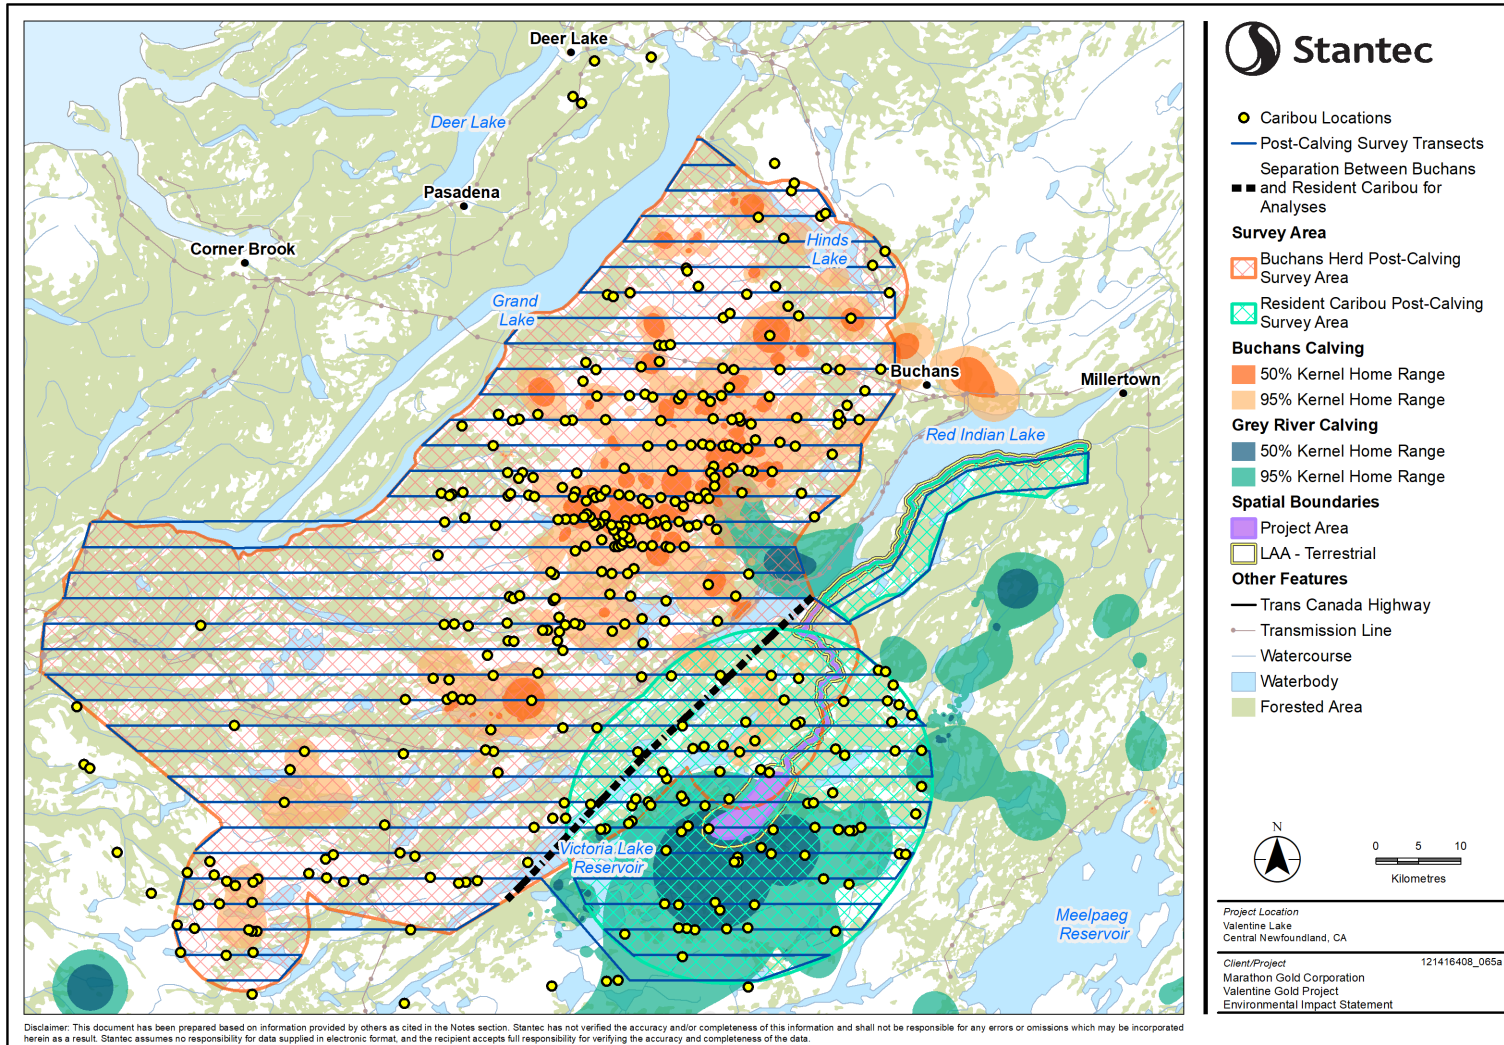 Deer Lake
Deer Lake
Pasadena
Corner Brook
Hinds
Lake
Grand
Lake
Buchans
Millertown
Red Indian Lake
Victoria Lake
Reservoir
Meelpaeg
Reservoir
Stantec
Caribou Locations
Post-Calving Survey Transects
Separation Between Buchans
and Resident Caribou for
Analyses
Survey Area
Buchans Herd Post-Calving
Survey Area
Resident Caribou Post-Calving
Survey Area
Buchans Calving
50% Kernel Home Range
95% Kernel Home Range
Grey River Calving
50% Kernel Home Range
95% Kernel Home Range
Spatial Boundaries
Project Area
LAA - Terrestrial
Other Features
Trans Canada Highway
Transmission Line
Watercourse
Waterbody
Forested Area
N
0 5 10
Kilometres
Project Location
Valentine Lake
Central Newfoundland, CA
Client/Project 121416408_065a
Marathon Gold Corporation
Valentine Gold Project
Environmental Impact Statement
Disclaimer: This document has been prepared based on information provided by others as cited in the Notes section. Stantec has not verified the accuracy and/or completeness of this information and shall not be responsible for any errors or omissions which may be incorporated
herein as a result. Stantec assumes no responsibility for data supplied in electronic format, and the recipient accepts full responsibility for verifying the accuracy and completeness of the data.